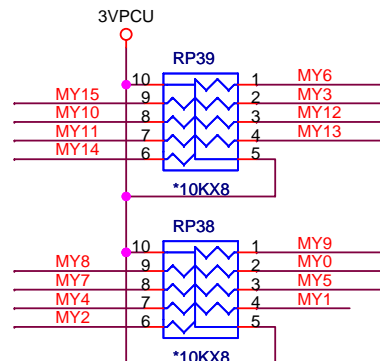 3VPCU
RP39
10 1 MY6
MY15 9 2 MY3
MY10 8 3 MY12
MY11 7 4 MY13
MY14 6 5
*10KX8
RP38
10 1 MY9
MY8 9 2 MY0
MY7 8 3 MY5
MY4 7 4 MY1
MY2 6 5
*10KX8